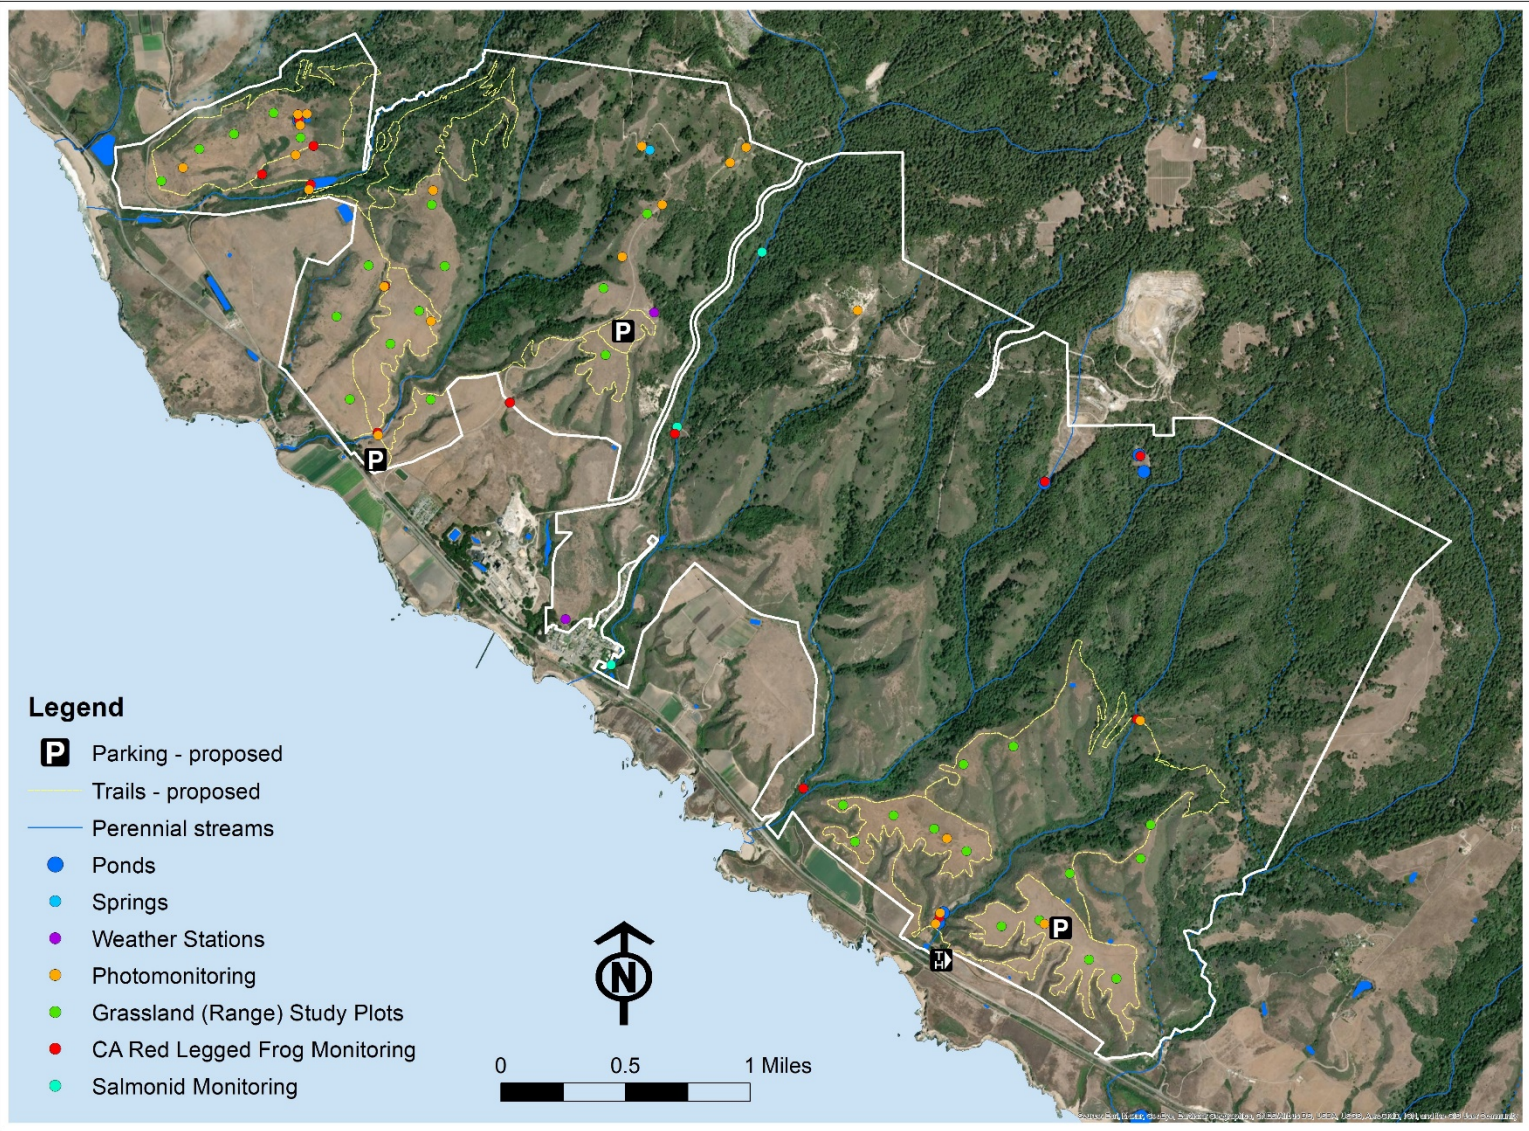 P
P
P
TH
Legend
P Parking - proposed
Trails - proposed
Perennial streams
Ponds
Springs
Weather Stations
Photomonitoring
Grassland (Range) Study Plots
CA Red Legged Frog Monitoring
Salmonid Monitoring
N
0 0.5 1 Miles